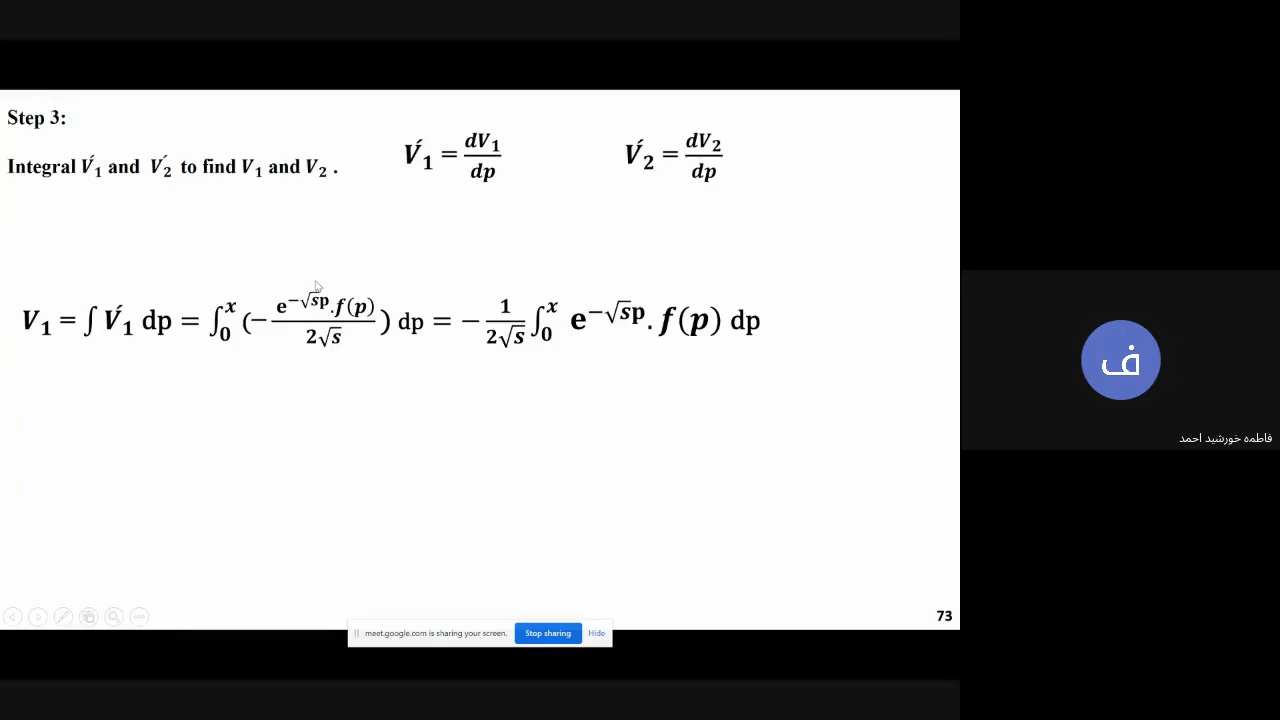 Step 3:
V́₁ = dV₁/dp V́₂ = dV₂/dp
Integral V́₁ and V́₂ to find V₁ and V₂ .
V₁ = ∫ V́₁ dp = ∫₀ˣ (− e^(−√s p).f(p) / 2√s) dp = − 1/(2√s) ∫₀ˣ e^(−√s p). f(p) dp
ف
فاطمه خورشید احمد
73
meet.google.com is sharing your screen. Stop sharing Hide